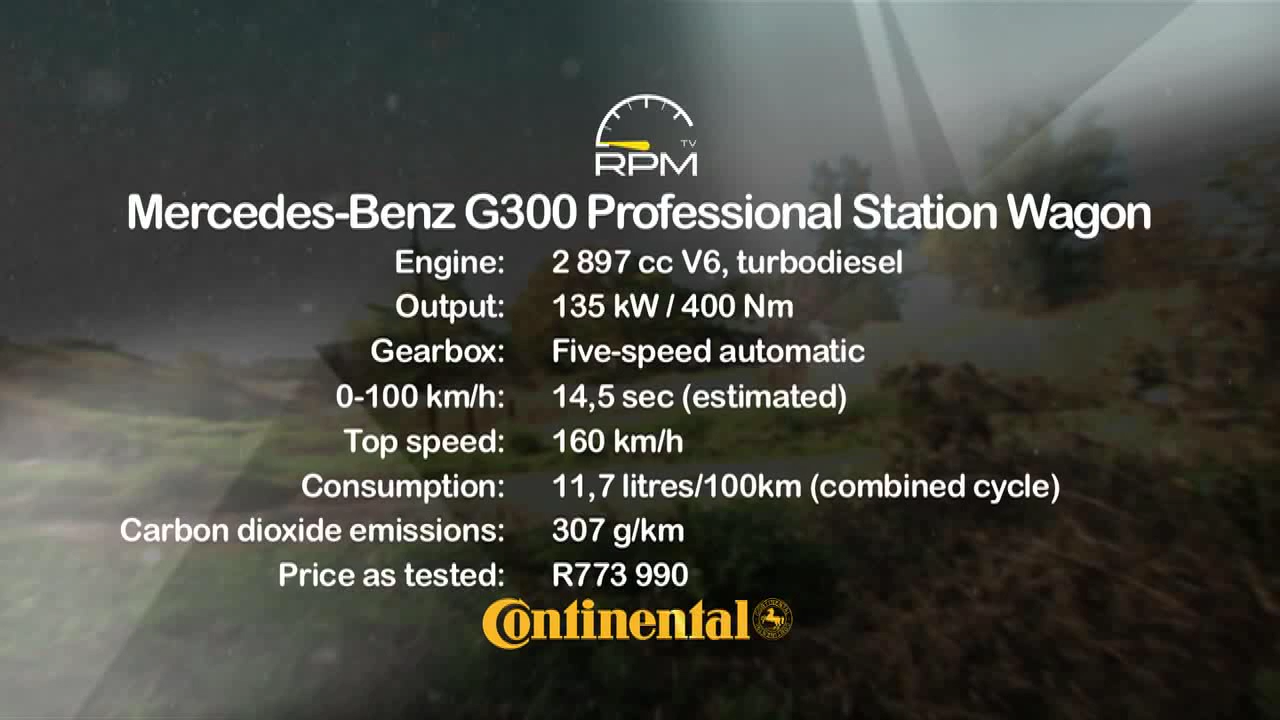 TV
RPM
Mercedes-Benz G300 Professional Station Wagon
Engine: 2 897 cc V6, turbodiesel
Output: 135 kW / 400 Nm
Gearbox: Five-speed automatic
0-100 km/h: 14,5 sec (estimated)
Top speed: 160 km/h
Consumption: 11,7 litres/100km (combined cycle)
Carbon dioxide emissions: 307 g/km
Price as tested: R773 990
Continental